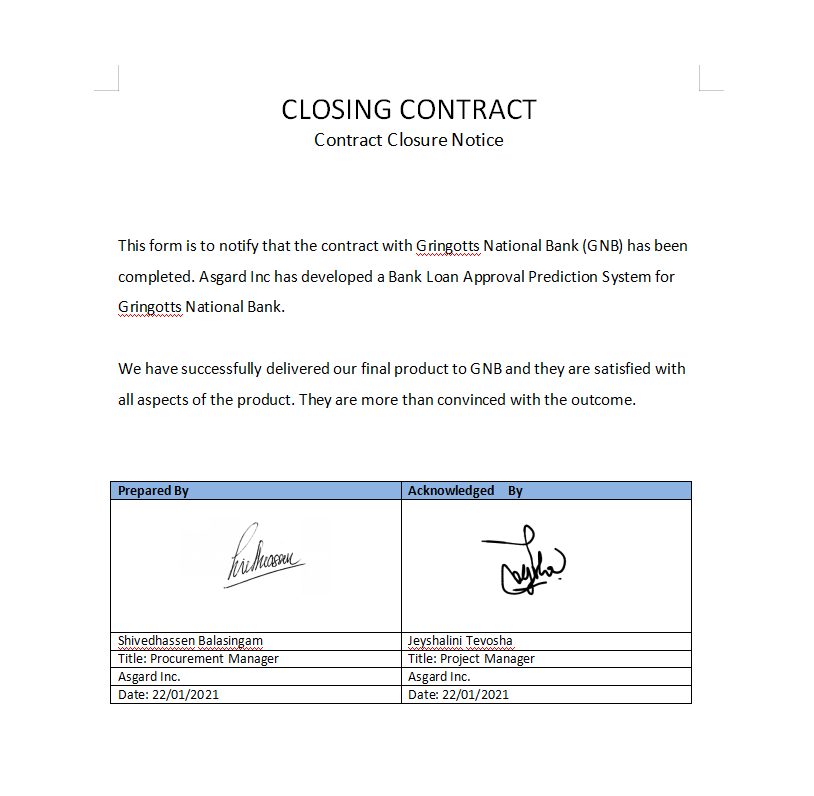 CLOSING CONTRACT
Contract Closure Notice
This form is to notify that the contract with Gringotts National Bank (GNB) has been
completed. Asgard Inc has developed a Bank Loan Approval Prediction System for
Gringotts National Bank.
We have successfully delivered our final product to GNB and they are satisfied with
all aspects of the product. They are more than convinced with the outcome.
Prepared By Acknowledged By
Shivedhassen Balasingam Jeyshalini Tevosha
Title: Procurement Manager Title: Project Manager
Asgard Inc. Asgard Inc.
Date: 22/01/2021 Date: 22/01/2021